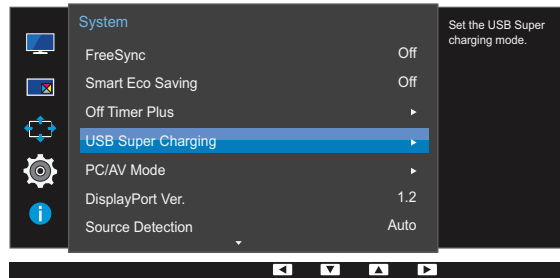 System
FreeSync Off
Smart Eco Saving Off
Off Timer Plus
USB Super Charging
PC/AV Mode
DisplayPort Ver. 1.2
Source Detection Auto
Set the USB Super
charging mode.